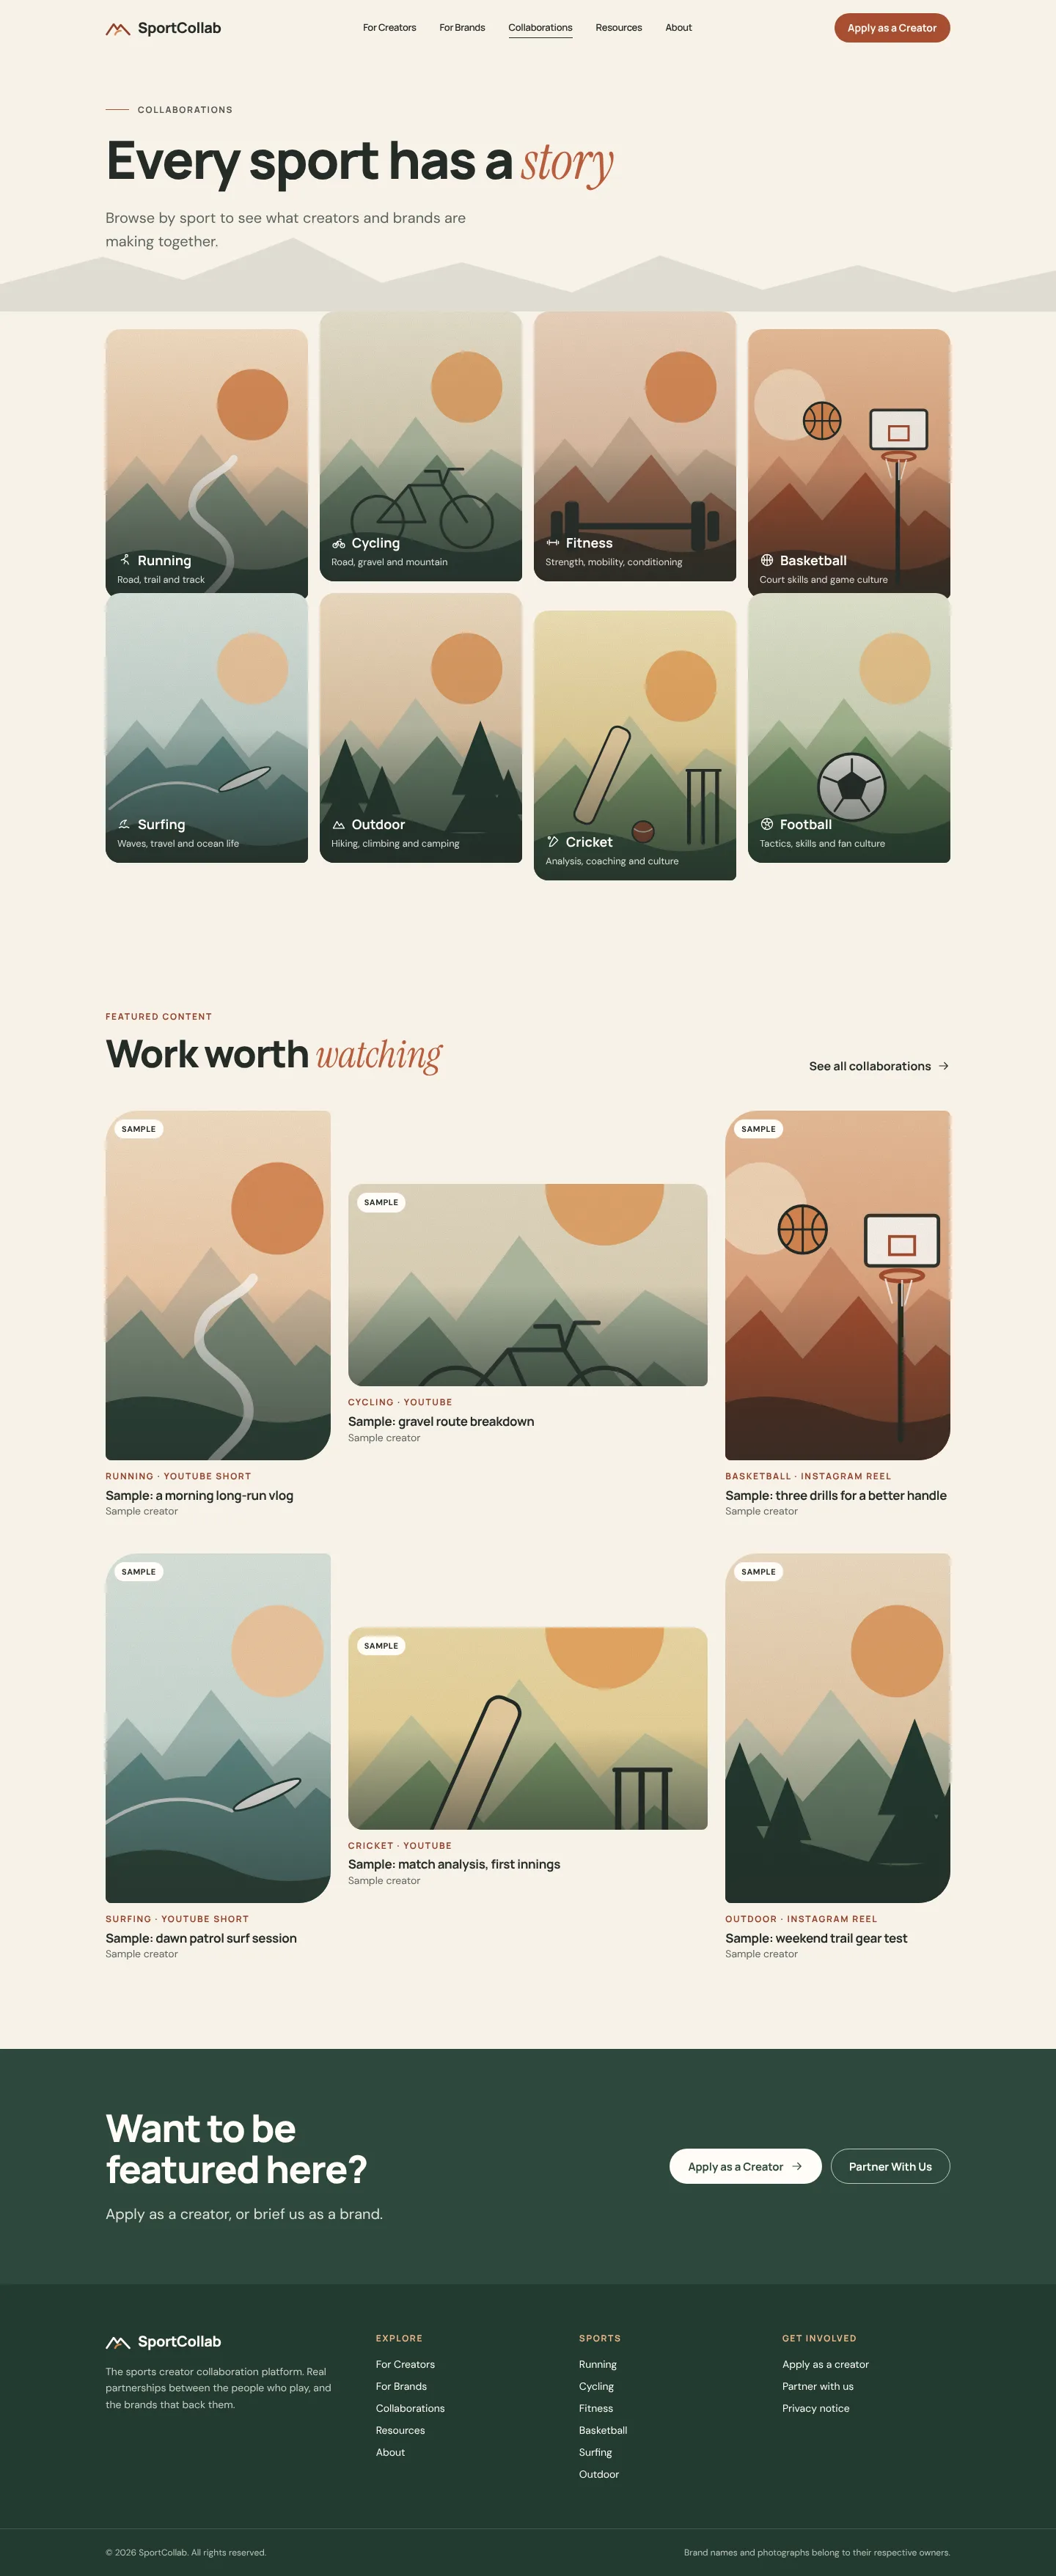 SportCollab
For Creators
For Brands
Collaborations
Resources
About
Apply as a Creator
COLLABORATIONS
Every sport has a story
Browse by sport to see what creators and brands are
making together.
Running
Road, trail and track
Cycling
Road, gravel and mountain
Fitness
Strength, mobility, conditioning
Basketball
Court skills and game culture
Surfing
Waves, travel and ocean life
Outdoor
Hiking, climbing and camping
Cricket
Analysis, coaching and culture
Football
Tactics, skills and fan culture
FEATURED CONTENT
Work worth watching
See all collaborations
SAMPLE
RUNNING · YOUTUBE SHORT
Sample: a morning long-run vlog
Sample creator
SAMPLE
CYCLING · YOUTUBE
Sample: gravel route breakdown
Sample creator
SAMPLE
BASKETBALL · INSTAGRAM REEL
Sample: three drills for a better handle
Sample creator
SAMPLE
SURFING · YOUTUBE SHORT
Sample: dawn patrol surf session
Sample creator
SAMPLE
CRICKET · YOUTUBE
Sample: match analysis, first innings
Sample creator
SAMPLE
OUTDOOR · INSTAGRAM REEL
Sample: weekend trail gear test
Sample creator
Want to be
featured here?
Apply as a creator, or brief us as a brand.
Apply as a Creator
Partner With Us
SportCollab
The sports creator collaboration platform. Real
partnerships between the people who play, and
the brands that back them.
EXPLORE
For Creators
For Brands
Collaborations
Resources
About
SPORTS
Running
Cycling
Fitness
Basketball
Surfing
Outdoor
GET INVOLVED
Apply as a creator
Partner with us
Privacy notice
© 2026 SportCollab. All rights reserved.
Brand names and photographs belong to their respective owners.